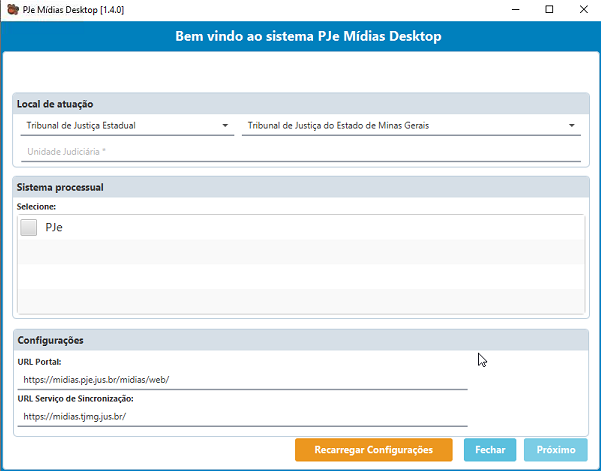 PJe Mídias Desktop [1.4.0]
Bem vindo ao sistema PJe Mídias Desktop
Local de atuação
Tribunal de Justiça Estadual
Tribunal de Justiça do Estado de Minas Gerais
Unidade Judiciária *
Sistema processual
Selecione:
PJe
Configurações
URL Portal:
https://midias.pje.jus.br/midias/web/
URL Serviço de Sincronização:
https://midias.tjmg.jus.br/
Recarregar Configurações
Fechar
Próximo